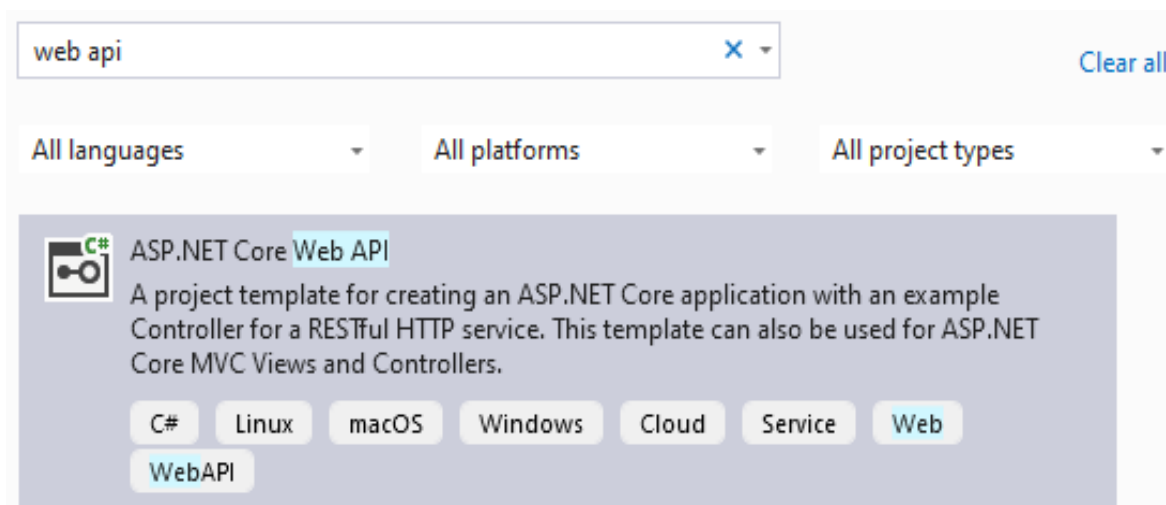 web api
Clear all
All languages
All platforms
All project types
C#
ASP.NET Core Web API
A project template for creating an ASP.NET Core application with an example
Controller for a RESTful HTTP service. This template can also be used for ASP.NET
Core MVC Views and Controllers.
C#
Linux
macOS
Windows
Cloud
Service
Web
WebAPI